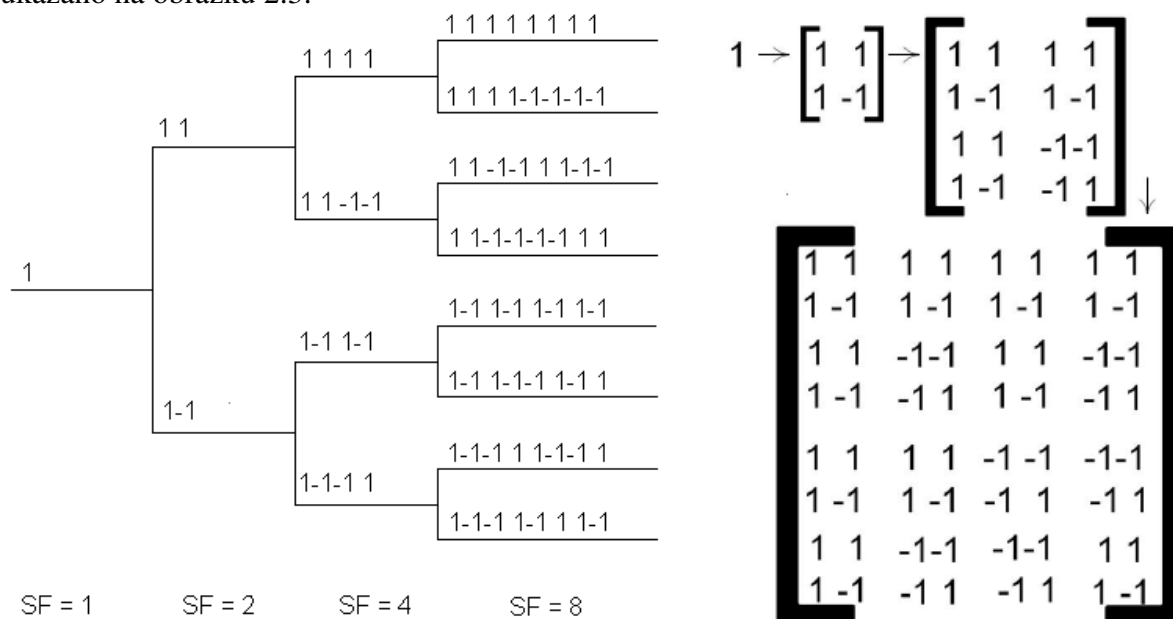 ukázáno na obrázku
1 1 1 1 1 1 1 1
1 1 1 1
1 1 1 1-1-1-1-1
1 1
1 1 -1-1 1 1-1-1
1 1 -1-1
1 1-1-1-1-1 1 1
1
1-1 1-1 1-1 1-1
1-1 1-1
1-1 1-1-1 1-1 1
1-1
1-1-1 1 1-1-1 1
1-1-1 1
1-1-1 1-1 1 1-1
SF = 1 SF = 2 SF = 4 SF = 8
1 → 1 1 →
1 -1
1 1 1 1
1 -1 1 -1
1 1 -1-1
1 -1 -1 1
↓
1 1 1 1 1 1 1 1
1 -1 1 -1 1 -1 1 -1
1 1 -1-1 1 1 -1-1
1 -1 -1 1 1 -1 -1 1
1 1 1 1 -1 -1 -1-1
1 -1 1 -1 -1 1 -1 1
1 1 -1-1 -1-1 1 1
1 -1 -1 1 -1 1 1 -1